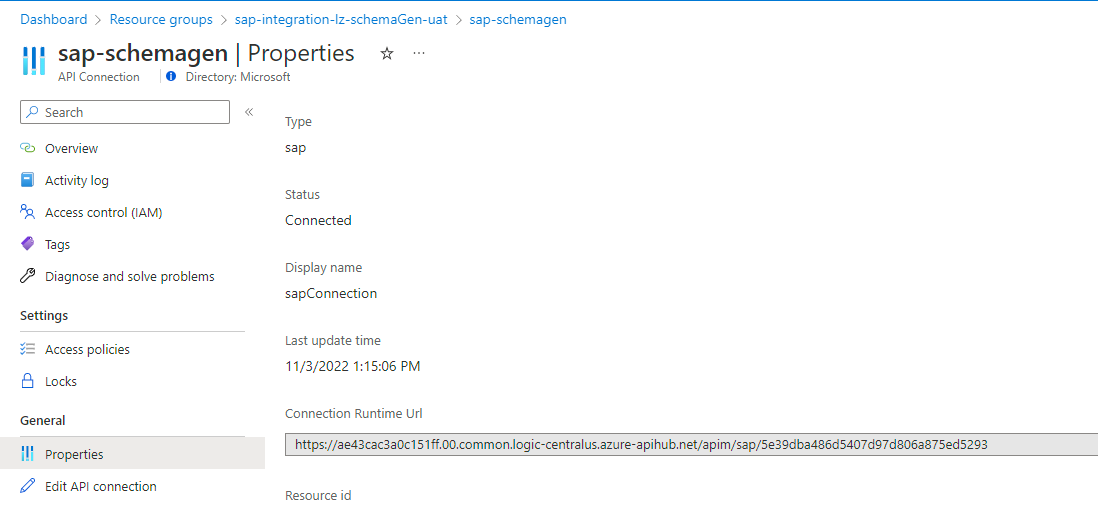 Dashboard > Resource groups > sap-integration-lz-schemaGen-uat > sap-schemagen
sap-schemagen | Properties
API Connection
Directory: Microsoft
Search
Overview
Activity log
Access control (IAM)
Tags
Diagnose and solve problems
Settings
Access policies
Locks
General
Properties
Edit API connection
Type
sap
Status
Connected
Display name
sapConnection
Last update time
11/3/2022 1:15:06 PM
Connection Runtime Url
https://ae43cac3a0c151ff.00.common.logic-centralus.azure-apihub.net/apim/sap/5e39dba486d5407d97d806a875ed5293
Resource id